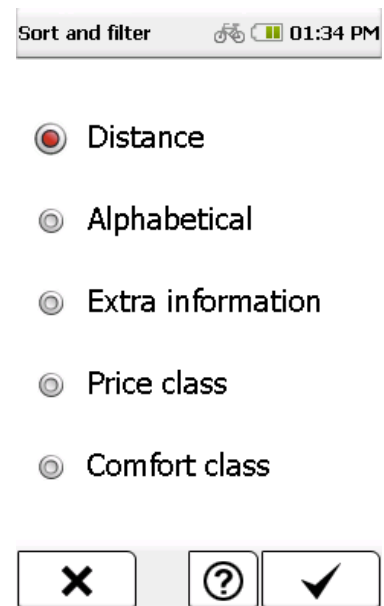 Sort and filter 01:34 PM
Distance
Alphabetical
Extra information
Price class
Comfort class
?